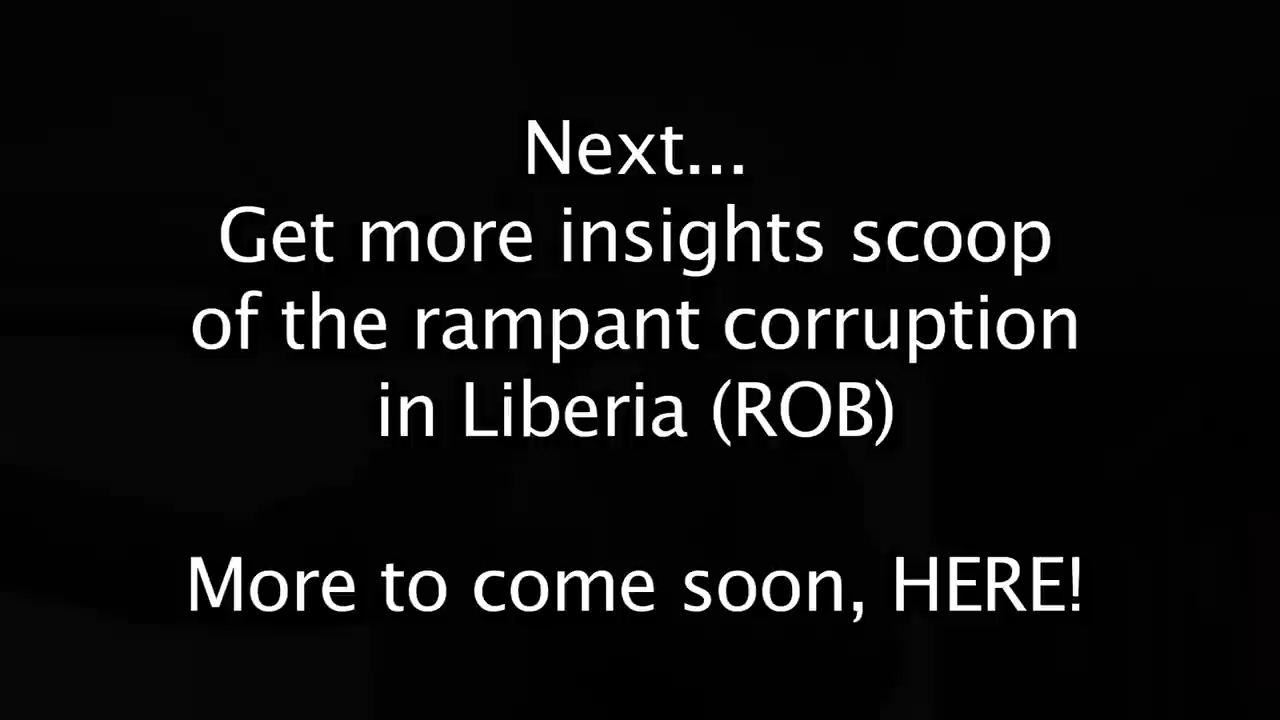 Next...
Get more insights scoop
of the rampant corruption
in Liberia (ROB)
More to come soon, HERE!